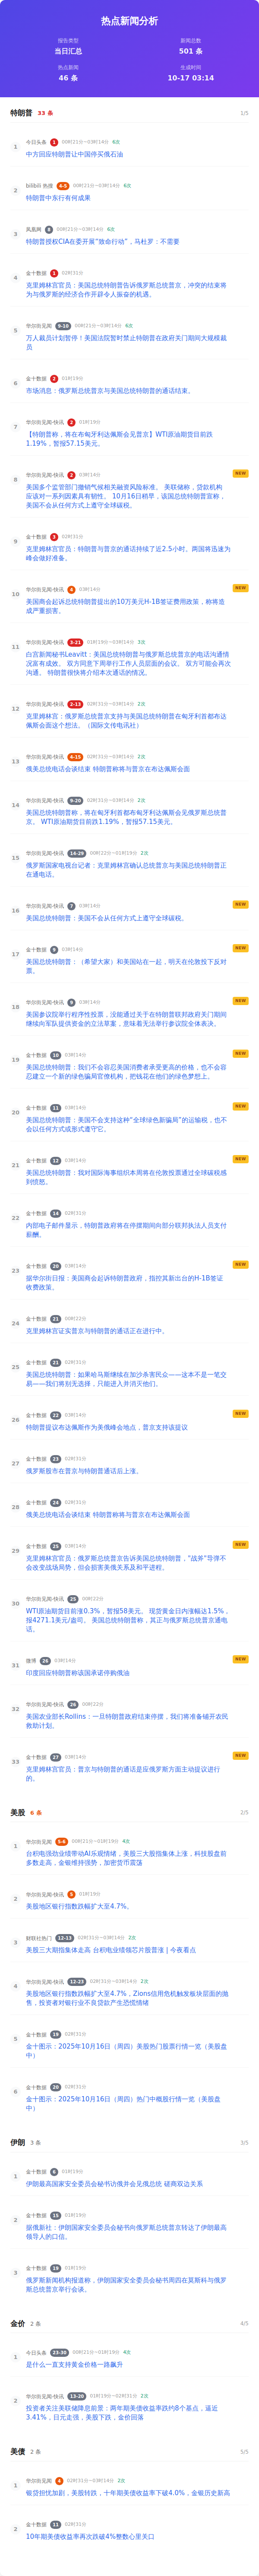 热点新闻分析
报告类型
当日汇总
新闻总数
501 条
热点新闻
46 条
生成时间
10-17 03:14
特朗普 33 条 1/5
1
今日头条 1 00时21分~03时14分 6次
中方回应特朗普让中国停买俄石油
2
bilibili 热搜 4-5 00时21分~03时14分 6次
特朗普中东行有何成果
3
凤凰网 8 00时21分~03时14分 6次
特朗普授权CIA在委开展“致命行动”，马杜罗：不需要
4
金十数据 1 02时31分
克里姆林宫官员：美国总统特朗普告诉俄罗斯总统普京，冲突的结束将
为与俄罗斯的经济合作开辟令人振奋的机遇。
5
华尔街见闻 9-10 00时21分~03时14分 6次
万人裁员计划暂停！美国法院暂时禁止特朗普在政府关门期间大规模裁
员
6
金十数据 2 01时19分
市场消息：俄罗斯总统普京与美国总统特朗普的通话结束。
7
华尔街见闻-快讯 2 01时19分
【特朗普称，将在布匈牙利达佩斯会见普京】WTI原油期货日前跌
1.19%，暂报57.15美元。
8
华尔街见闻-快讯 2 03时14分
NEW
美国多个监管部门撤销气候相关融资风险标准。 美联储称，贷款机构
应该对一系列因素具有韧性。 10月16日稍早，该国总统特朗普宣称，
美国不会从任何方式上遵守全球碳税。
9
金十数据 3 02时31分
克里姆林宫官员：特朗普与普京的通话持续了近2.5小时。两国将迅速为
峰会做好准备。
10
华尔街见闻-快讯 4 03时14分
NEW
美国商会起诉总统特朗普提出的10万美元H-1B签证费用政策，称将造
成严重损害。
11
华尔街见闻-快讯 3-21 01时19分~03时14分 3次
白宫新闻秘书Leavitt：美国总统特朗普与俄罗斯总统普京的电话沟通情
况富有成效。 双方同意下周举行工作人员层面的会议。 双方可能会再次
沟通。 特朗普很快将介绍本次通话的情况。
12
华尔街见闻-快讯 2-13 02时31分~03时14分 2次
克里姆林宫：俄罗斯总统普京支持与美国总统特朗普在匈牙利首都布达
佩斯会面这个想法。（国际文传电讯社）
13
华尔街见闻-快讯 4-15 02时31分~03时14分 2次
俄美总统电话会谈结束 特朗普称将与普京在布达佩斯会面
14
华尔街见闻-快讯 9-20 02时31分~03时14分 2次
美国总统特朗普称，将在匈牙利首都布匈牙利达佩斯会见俄罗斯总统普
京。 WTI原油期货目前跌1.19%，暂报57.15美元。
15
华尔街见闻-快讯 14-29 00时22分~01时19分 2次
俄罗斯国家电视台记者：克里姆林宫确认总统普京与美国总统特朗普正
在通电话。
16
华尔街见闻-快讯 7 03时14分
NEW
美国总统特朗普：美国不会从任何方式上遵守全球碳税。
17
金十数据 9 03时14分
NEW
美国总统特朗普：（希望大家）和美国站在一起，明天在伦敦投下反对
票。
18
华尔街见闻-快讯 9 03时14分
NEW
美国参议院举行程序性投票，没能通过关于在特朗普联邦政府关门期间
继续向军队提供资金的立法草案，意味着无法举行参议院全体表决。
19
金十数据 10 03时14分
NEW
美国总统特朗普：我们不会容忍美国消费者承受更高的价格，也不会容
忍建立一个新的绿色骗局官僚机构，把钱花在他们的绿色梦想上。
20
金十数据 11 03时14分
NEW
美国总统特朗普：美国不会支持这种“全球绿色新骗局”的运输税，也不
会以任何方式或形式遵守它。
21
金十数据 12 03时14分
NEW
美国总统特朗普：我对国际海事组织本周将在伦敦投票通过全球碳税感
到愤怒。
22
金十数据 14 02时31分
内部电子邮件显示，特朗普政府将在停摆期间向部分联邦执法人员支付
薪酬。
23
金十数据 20 03时14分
NEW
据华尔街日报：美国商会起诉特朗普政府，指控其新出台的H-1B签证
收费政策。
24
金十数据 21 00时22分
克里姆林宫证实普京与特朗普的通话正在进行中。
25
金十数据 21 02时31分
美国总统特朗普：如果哈马斯继续在加沙杀害民众——这本不是一笔交
易——我们将别无选择，只能进入并消灭他们。
26
金十数据 22 03时14分
NEW
特朗普提议布达佩斯作为美俄峰会地点，普京支持该提议
27
金十数据 23 02时31分
俄罗斯股市在普京与特朗普通话后上涨。
28
金十数据 24 02时31分
俄美总统电话会谈结束 特朗普称将与普京在布达佩斯会面
29
金十数据 25 03时14分
NEW
克里姆林宫官员：俄罗斯总统普京告诉美国总统特朗普，“战斧”导弹不
会改变战场局势，但会损害美俄关系及和平进程。
30
华尔街见闻-快讯 25 00时22分
WTI原油期货日前涨0.3%，暂报58美元。 现货黄金日内涨幅达1.5%，
报4271.1美元/盎司。 美国总统特朗普称，其正与俄罗斯总统普京通电
话。
31
微博 26 03时14分
NEW
印度回应特朗普称该国承诺停购俄油
32
华尔街见闻-快讯 26 00时22分
美国农业部长Rollins：一旦特朗普政府结束停摆，我们将准备铺开农民
救助计划。
33
金十数据 27 03时14分
NEW
克里姆林宫官员：普京与特朗普的通话是应俄罗斯方面主动提议进行
的。
美股 6 条 2/5
1
华尔街见闻 5-6 00时21分~01时19分 4次
台积电强劲业绩带动AI乐观情绪，美股三大股指集体上涨，科技股盘前
多数走高，金银维持强势，加密货币震荡
2
华尔街见闻-快讯 5 01时19分
美股地区银行指数跌幅扩大至4.7%。
3
财联社热门 12-13 02时31分~03时14分 2次
美股三大期指集体走高 台积电业绩领芯片股普涨 | 今夜看点
4
华尔街见闻-快讯 12-23 02时31分~03时14分 2次
美股地区银行指数跌幅扩大至4.7%，Zions信用危机触发板块层面的抛
售，投资者对银行业不良贷款产生恐慌情绪
5
金十数据 19 02时31分
金十图示：2025年10月16日（周四）美股热门股票行情一览（美股盘
中）
6
金十数据 20 02时31分
金十图示：2025年10月16日（周四）热门中概股行情一览（美股盘
中）
伊朗 3 条 3/5
1
金十数据 6 01时19分
伊朗最高国家安全委员会秘书访俄并会见俄总统 磋商双边关系
2
金十数据 15 01时19分
据俄新社：伊朗国家安全委员会秘书向俄罗斯总统普京转达了伊朗最高
领导人的口信。
3
金十数据 19 01时19分
俄罗斯新闻机构报道称，伊朗国家安全委员会秘书周四在莫斯科与俄罗
斯总统普京举行会谈。
金价 2 条 4/5
1
今日头条 23-30 00时21分~01时19分 4次
是什么一直支持黄金价格一路飙升
2
华尔街见闻-快讯 13-20 01时19分~02时31分 2次
投资者关注美联储降息前景：两年期美债收益率跌约8个基点，逼近
3.41%，日元走强，美股下跌，金价回落
美债 2 条 5/5
1
华尔街见闻 4 02时31分~03时14分 2次
银贷担忧加剧，美股转跌，十年期美债收益率下破4.0%，金银历史新高
2
金十数据 11 02时31分
10年期美债收益率再次跌破4%整数心里关口